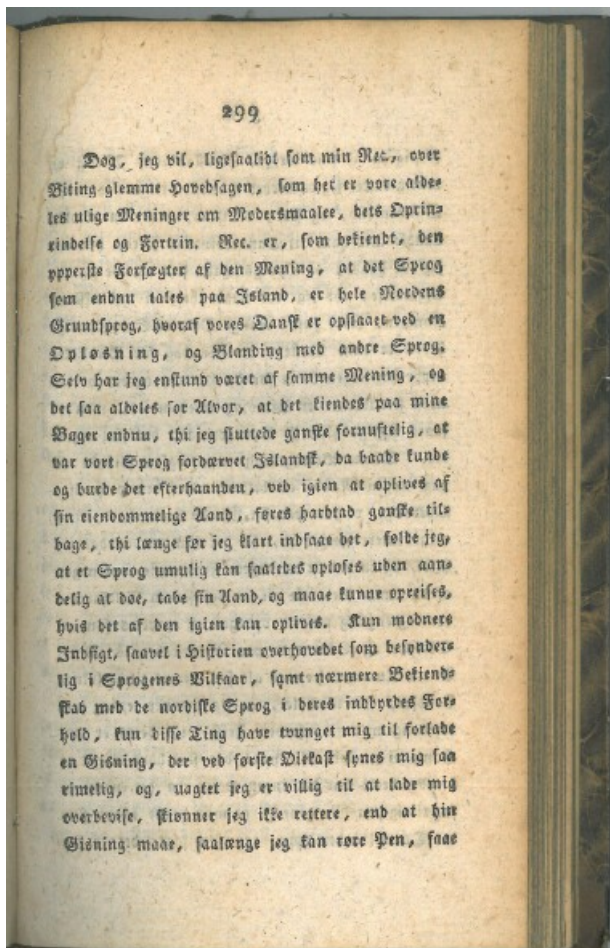 299
Dog, jeg vil, ligesaalidt som min Rec., over
Biting glemme Hovedsagen, som her er vore alde-
les ulige Meninger om Modersmaalee, dets Oprin-
rindelse og Fortrin. Rec. er, som bekiendt, den
ypperste Forfægter af den Mening, at det Sprog
som endnu tales paa Island, er hele Nordens
Grundsprog, hvoraf vores Dansk er opstaaet ved en
Opløsning, og Blanding med andre Sprog.
Selv har jeg enstund været af samme Mening, og
det saa aldeles for Alvor, at det kiendes paa mine
Bøger endnu, thi jeg sluttede ganske fornuftelig, at
var vort Sprog fordærvet Islandsk, da baade kunde
og burde det efterhaanden, ved igien at oplives af
sin eiendommelige Aand, føres hardtad ganske til-
bage, thi længe før jeg klart indsaae det, følde jeg,
at et Sprog umulig kan saaledes opløses uden aan-
delig at døe, tabe sin Aand, og maae kunne opreises,
hvis det af den igien kan oplives. Kun modnere
Indsigt, saavel i Historien overhovedet som besynder-
lig i Sprogenes Vilkaar, samt nærmere Bekiend-
skab med de nordiske Sprog i deres indbyrdes For-
hold, kun disse Ting have tvunget mig til forlade
en Gisning, der ved første Øiekast synes mig saa
rimelig, og, uagtet jeg er villig til at lade mig
overbevise, skiønner jeg ikke rettere, end at hin
Gisning maae, saalænge jeg kan røre Pen, faae